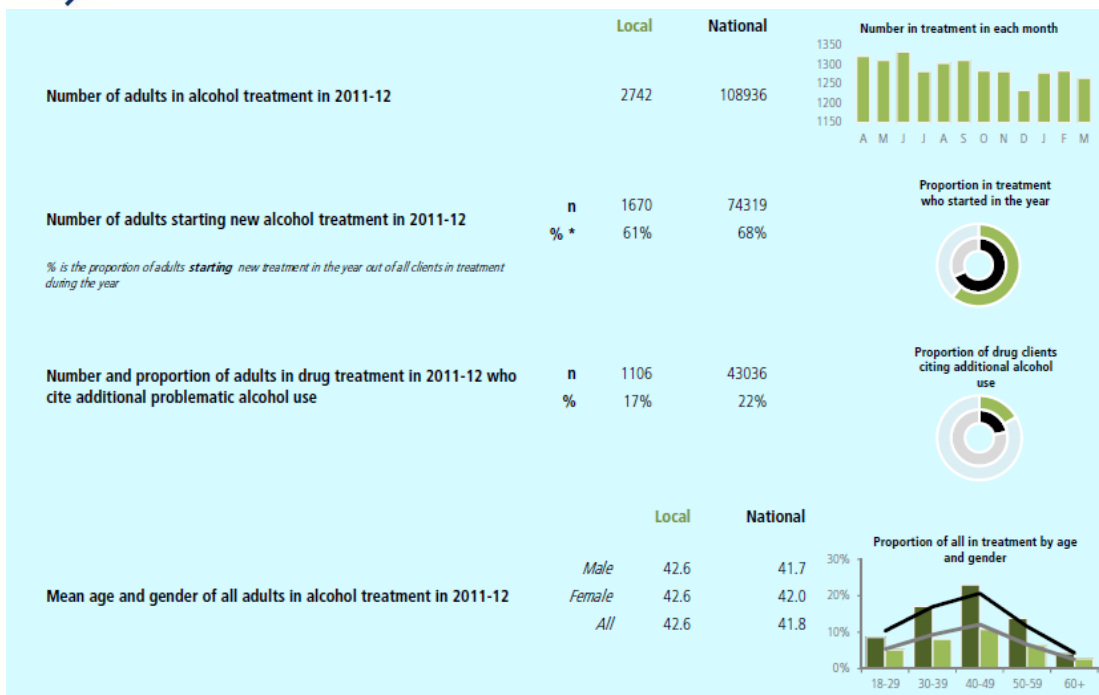 Local National
Number in treatment in each month
1350
1300
1250
1200
1150
A M J J A S O N D J F M
Number of adults in alcohol treatment in 2011-12 2742 108936
Proportion in treatment
who started in the year
Number of adults starting new alcohol treatment in 2011-12 n 1670 74319
% * 61% 68%
% is the proportion of adults starting new treatment in the year out of all clients in treatment
during the year
Proportion of drug clients
citing additional alcohol
use
Number and proportion of adults in drug treatment in 2011-12 who n 1106 43036
cite additional problematic alcohol use % 17% 22%
Local National
Proportion of all in treatment by age
and gender
Male 42.6 41.7
Mean age and gender of all adults in alcohol treatment in 2011-12 Female 42.6 42.0
All 42.6 41.8
30%
20%
10%
0%
18-29 30-39 40-49 50-59 60+